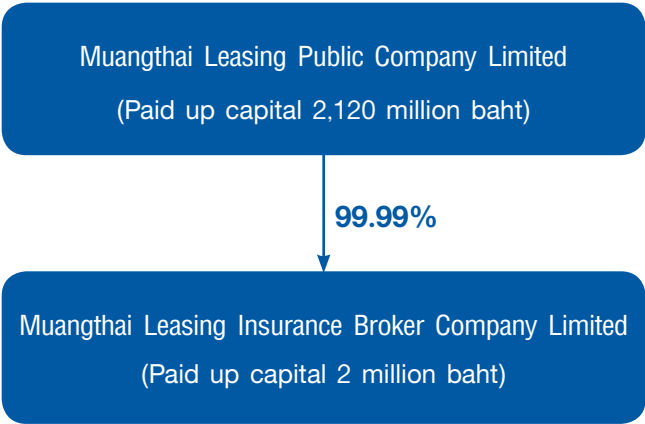 Muangthai Leasing Public Company Limited
(Paid up capital 2,120 million baht)
99.99%
Muangthai Leasing Insurance Broker Company Limited
(Paid up capital 2 million baht)